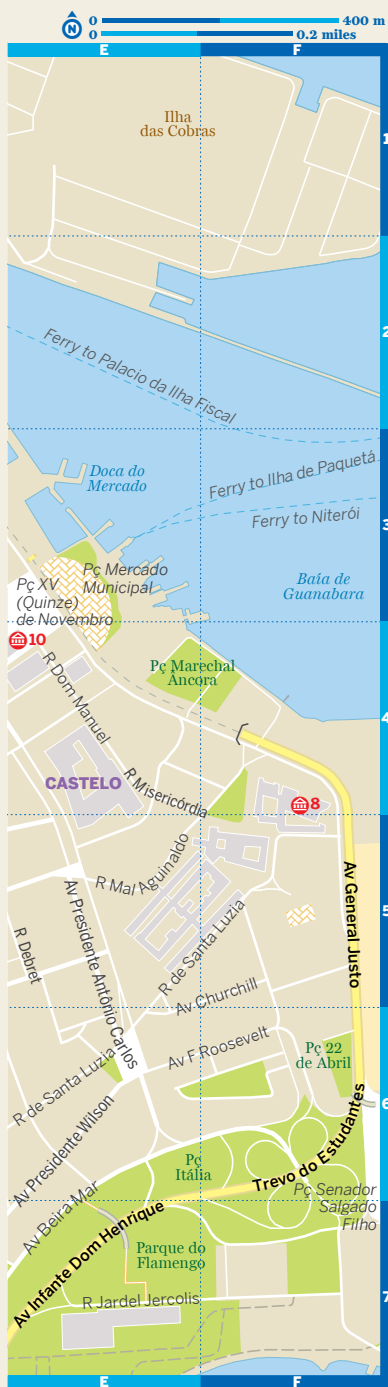 N
0 400 m
0 0.2 miles
E F
1
Ilha
das Cobras
2
Ferry to Palacio da Ilha Fiscal
Doca do
Mercado
Ferry to Ilha de Paquetá
3
Ferry to Niterói
Pç Mercado
Municipal
Pç XV
(Quinze)
de Novembro
Baía de
Guanabara
10
Pç Marechal
Âncora
R Dom Manuel
4
CASTELO
R Misericórdia
8
R Mal Aguinaldo
Av General Justo
5
Av Presidente Antônio Carlos
R Debret
R de Santa Luzia
Av Churchill
Av F Roosevelt
Pç 22
de Abril
R de Santa Luzia
6
Av Presidente Wilson
Pç
Itália
Trevo do Estudantes
Pç Senador
Salgado
Filho
Av Beira Mar
Av Infante Dom Henrique
Parque do
Flamengo
7
R Jardel Jercolis
E F